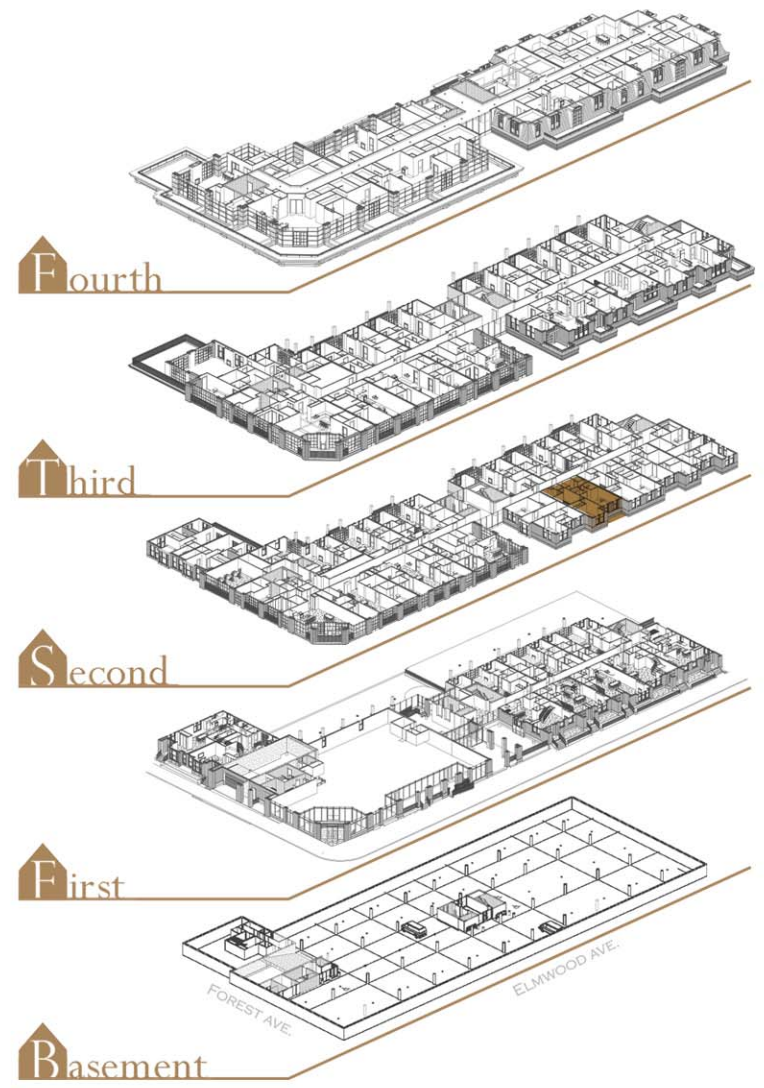 Fourth
Third
Second
First
FOREST AVE.
ELMWOOD AVE.
Basement